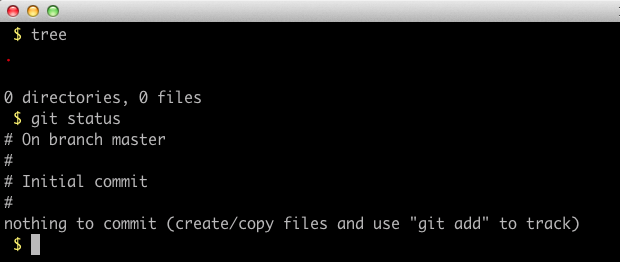 $ tree
.
0 directories, 0 files
$ git status
# On branch master
#
# Initial commit
#
nothing to commit (create/copy files and use "git add" to track)
$